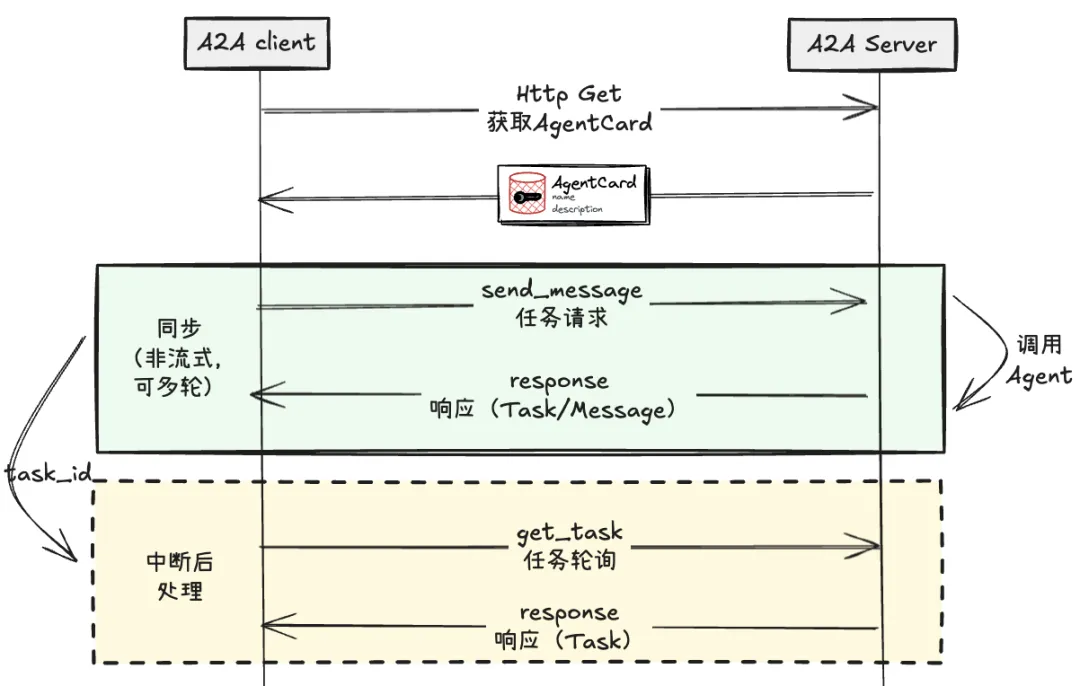 A2A client
A2A Server
Http Get
获取AgentCard
AgentCard
name
description
send_message
任务请求
同步
（非流式，
可多轮）
调用
Agent
response
响应（Task/Message）
task_id
get_task
任务轮询
中断后
处理
response
响应（Task）